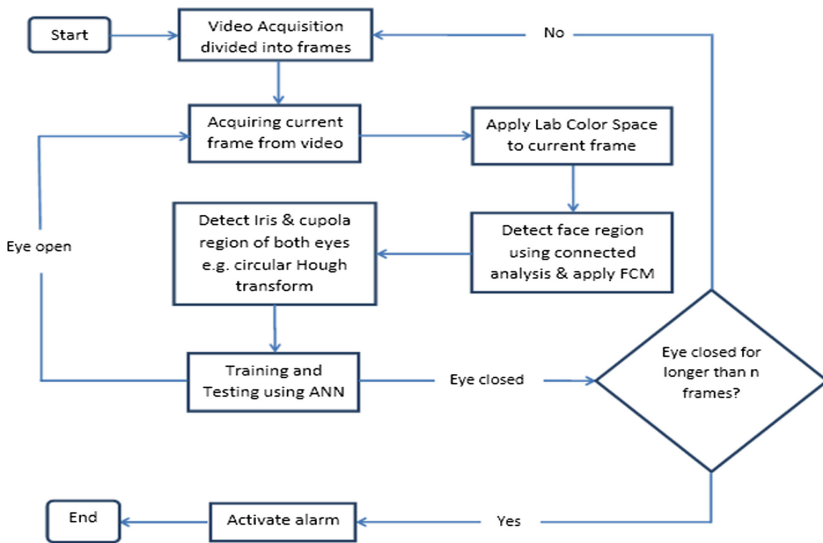 Start
Video Acquisition
divided into frames
No
Acquiring current
frame from video
Apply Lab Color Space
to current frame
Detect Iris & cupola
region of both eyes
e.g. circular Hough
transform
Detect face region
using connected
analysis & apply FCM
Eye open
Training and
Testing using ANN
Eye closed
Eye closed for
longer than n
frames?
End
Activate alarm
Yes